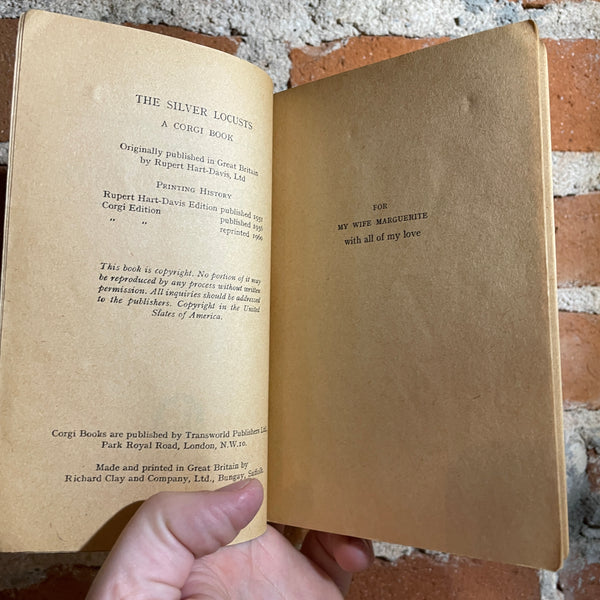 THE SILVER LOCUSTS
A CORGI BOOK
Originally published in Great Britain
by Rupert Hart-Davis, Ltd
PRINTING HISTORY
Rupert Hart-Davis Edition published 1951
Corgi Edition published 1956
" " reprinted 1960
This book is copyright. No portion of it may
be reproduced by any process without written
permission. All inquiries should be addressed
to the publishers. Copyright in the United
States of America.
Corgi Books are published by Transworld Publishers Ltd.,
Park Royal Road, London, N.W.10.
Made and printed in Great Britain by
Richard Clay and Company, Ltd., Bungay, Suffolk.
FOR
MY WIFE MARGUERITE
with all of my love